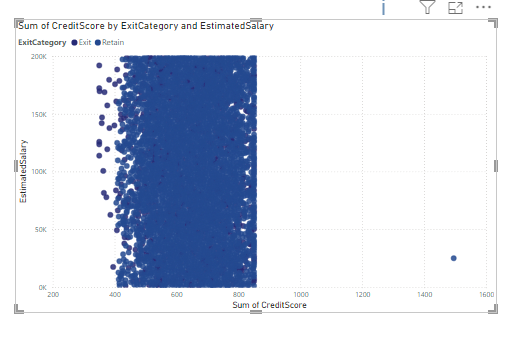 Sum of CreditScore by ExitCategory and EstimatedSalary
ExitCategory Exit Retain
200K
150K
100K
50K
0K
EstimatedSalary
200 400 600 800 1000 1200 1400 1600
Sum of CreditScore